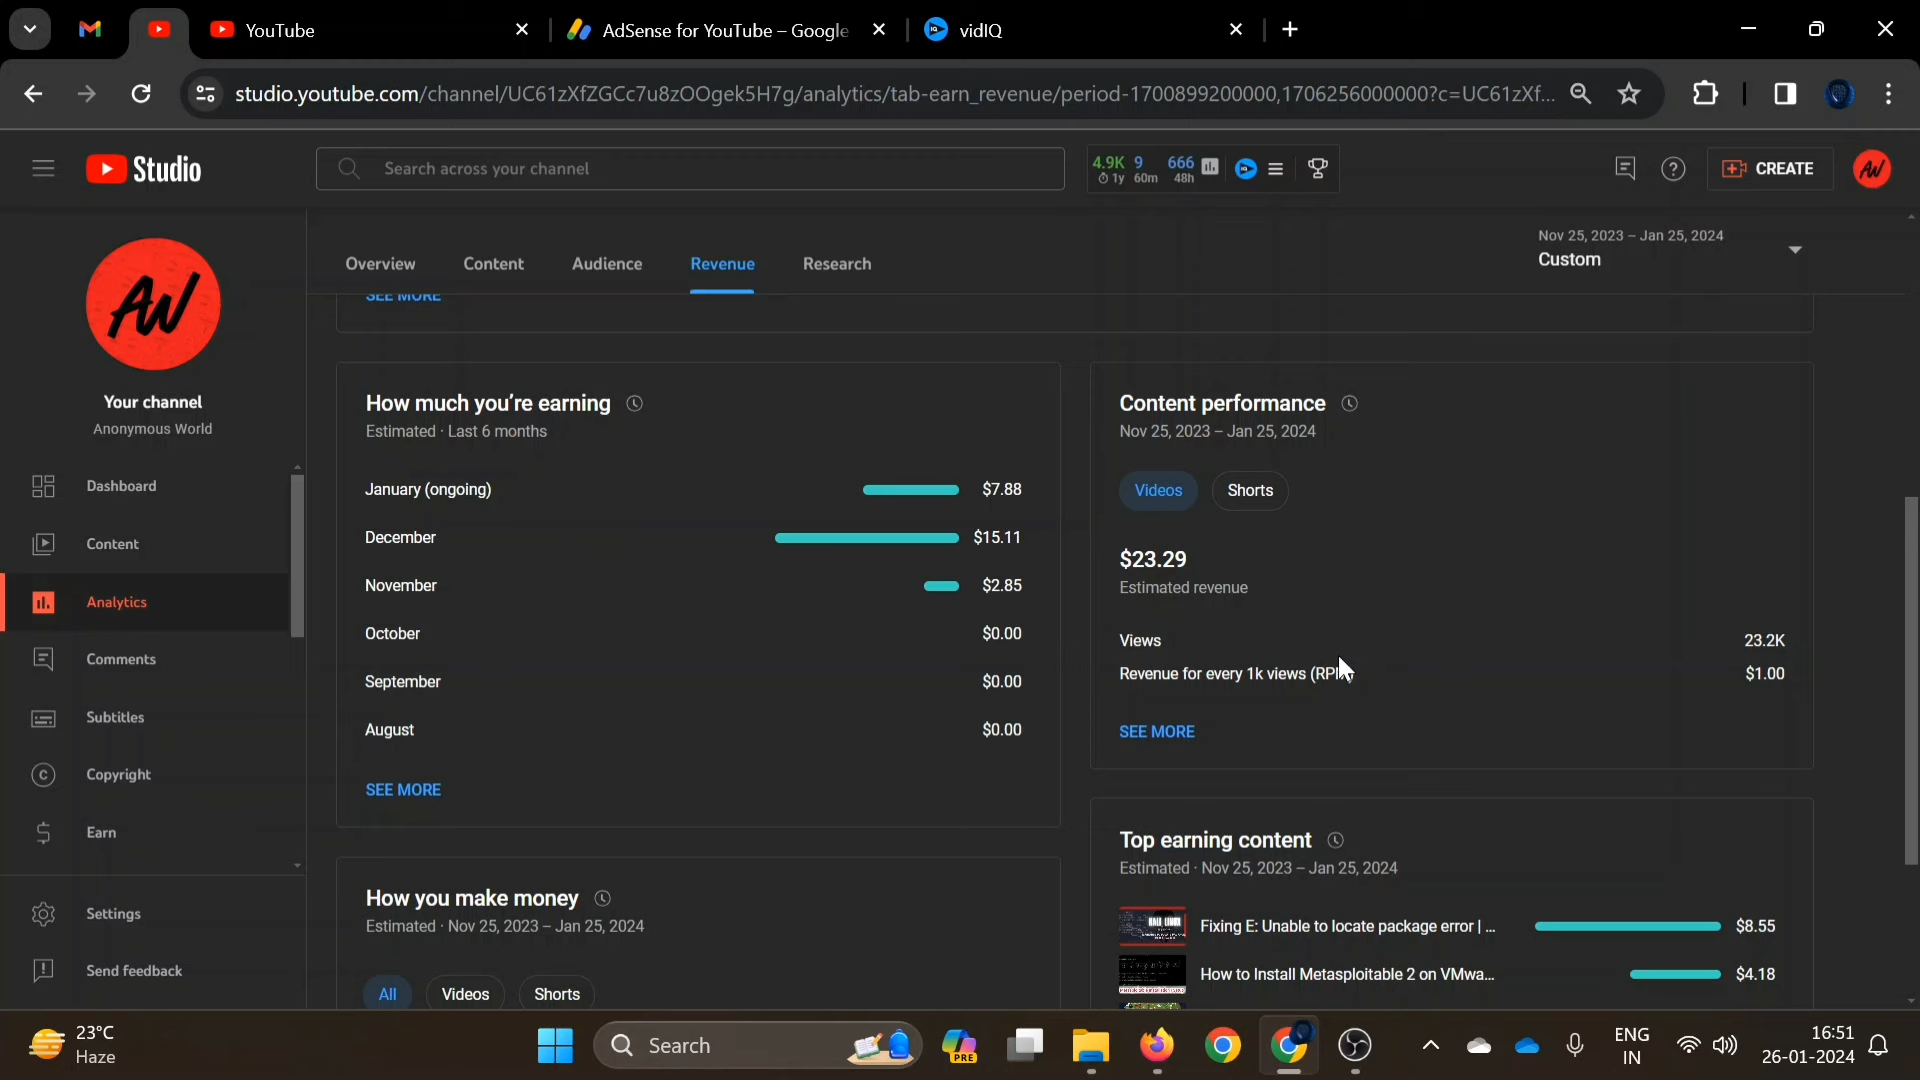 YouTube
AdSense for YouTube – Google
vidIQ
studio.youtube.com/channel/UC61zXfZGCc7u8zOOgek5H7g/analytics/tab-earn_revenue/period-1700899200000,1706256000000?c=UC61zXf...
Studio
Search across your channel
4.9K 9 666
1y 60m 48h
CREATE
AW
AW
Your channel
Anonymous World
Dashboard
Content
Analytics
Comments
Subtitles
Copyright
Earn
Settings
Send feedback
Overview
Content
Audience
Revenue
Research
Nov 25, 2023 – Jan 25, 2024
Custom
SEE MORE
How much you're earning
Estimated · Last 6 months
January (ongoing) $7.88
December $15.11
November $2.85
October $0.00
September $0.00
August $0.00
SEE MORE
Content performance
Nov 25, 2023 – Jan 25, 2024
Videos
Shorts
$23.29
Estimated revenue
Views 23.2K
Revenue for every 1k views $1.00
SEE MORE
How you make money
Estimated · Nov 25, 2023 – Jan 25, 2024
All
Videos
Shorts
Top earning content
Estimated · Nov 25, 2023 – Jan 25, 2024
Fixing E: Unable to locate package error | ... $8.55
How to Install Metasploitable 2 on VMwa... $4.18
23°C
Haze
Search
PRE
ENG
IN
16:51
26-01-2024